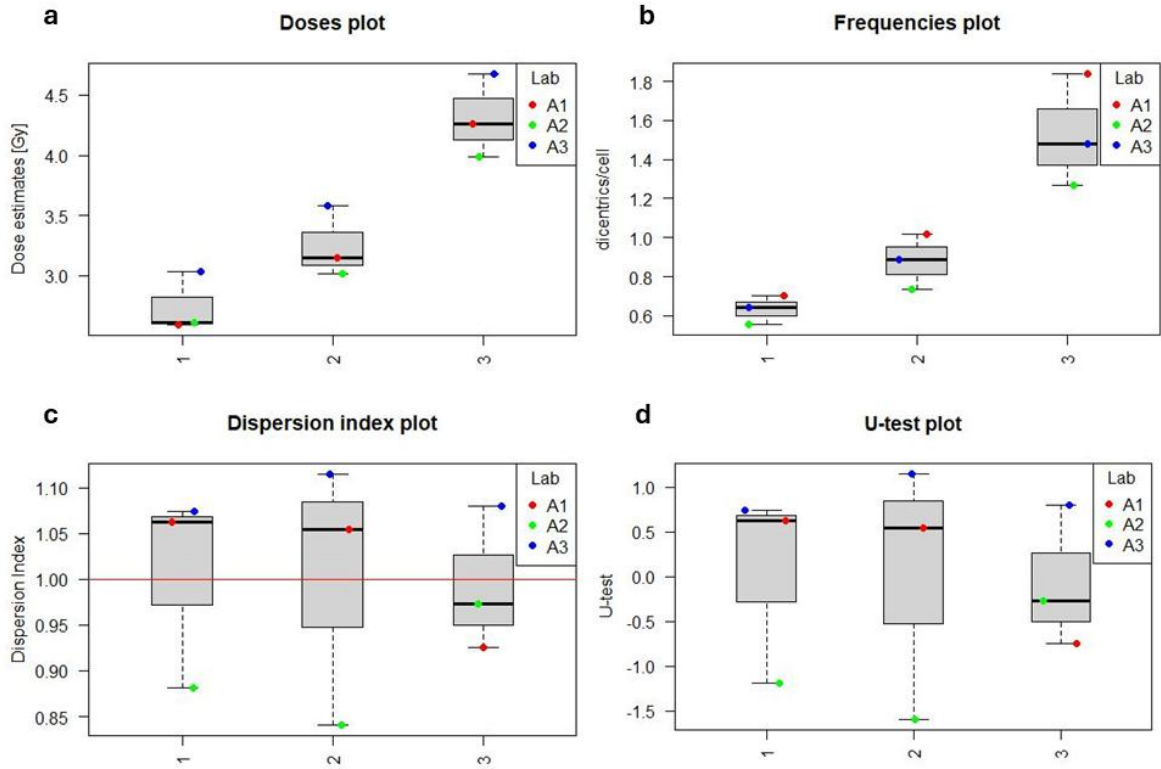 a
Doses plot
Dose estimates [Gy]
4.5
4.0
3.5
3.0
1
2
3
Lab
A1
A2
A3
b
Frequencies plot
dicentrics/cell
1.8
1.6
1.4
1.2
1.0
0.8
0.6
1
2
3
Lab
A1
A2
A3
c
Dispersion index plot
Dispersion Index
1.10
1.05
1.00
0.95
0.90
0.85
1
2
3
Lab
A1
A2
A3
d
U-test plot
U-test
1.0
0.5
0.0
-0.5
-1.0
-1.5
1
2
3
Lab
A1
A2
A3